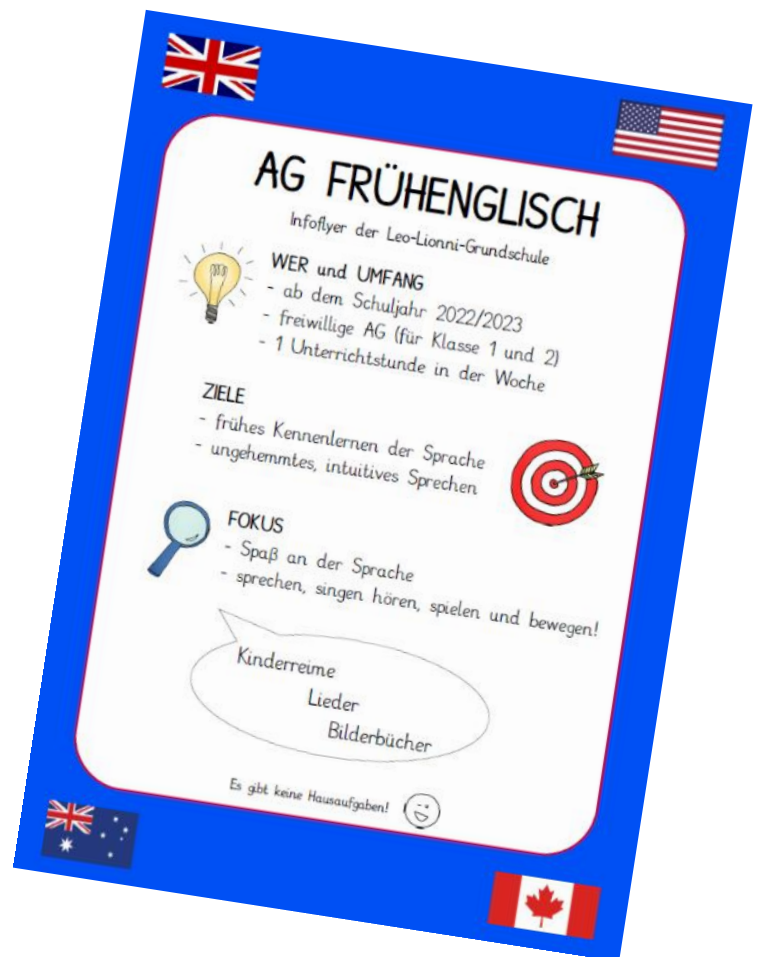 AG FRÜHENGLISCH
Infoflyer der Leo-Lionni-Grundschule
WER und UMFANG
- ab dem Schuljahr 2022/2023
- freiwillige AG (für Klasse 1 und 2)
- 1 Unterrichtstunde in der Woche
ZIELE
- frühes Kennenlernen der Sprache
- ungehemmtes, intuitives Sprechen
FOKUS
- Spaß an der Sprache
- sprechen, singen hören, spielen und bewegen!
Kinderreime
Lieder
Bilderbücher
Es gibt keine Hausaufgaben!